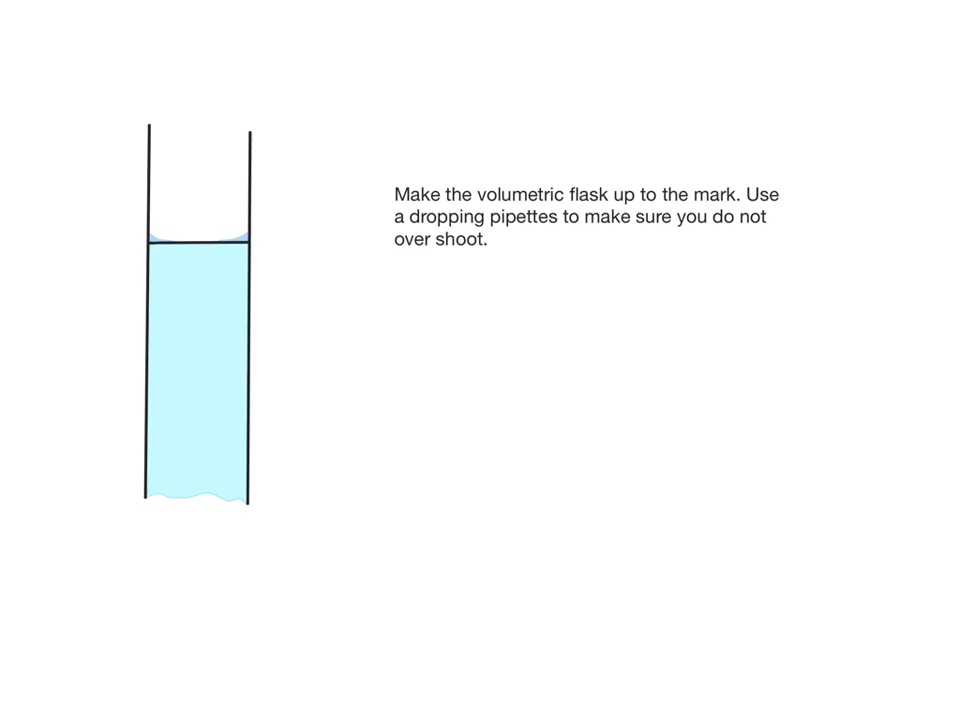 Make the volumetric flask up to the mark. Use
a dropping pipettes to make sure you do not
over shoot.